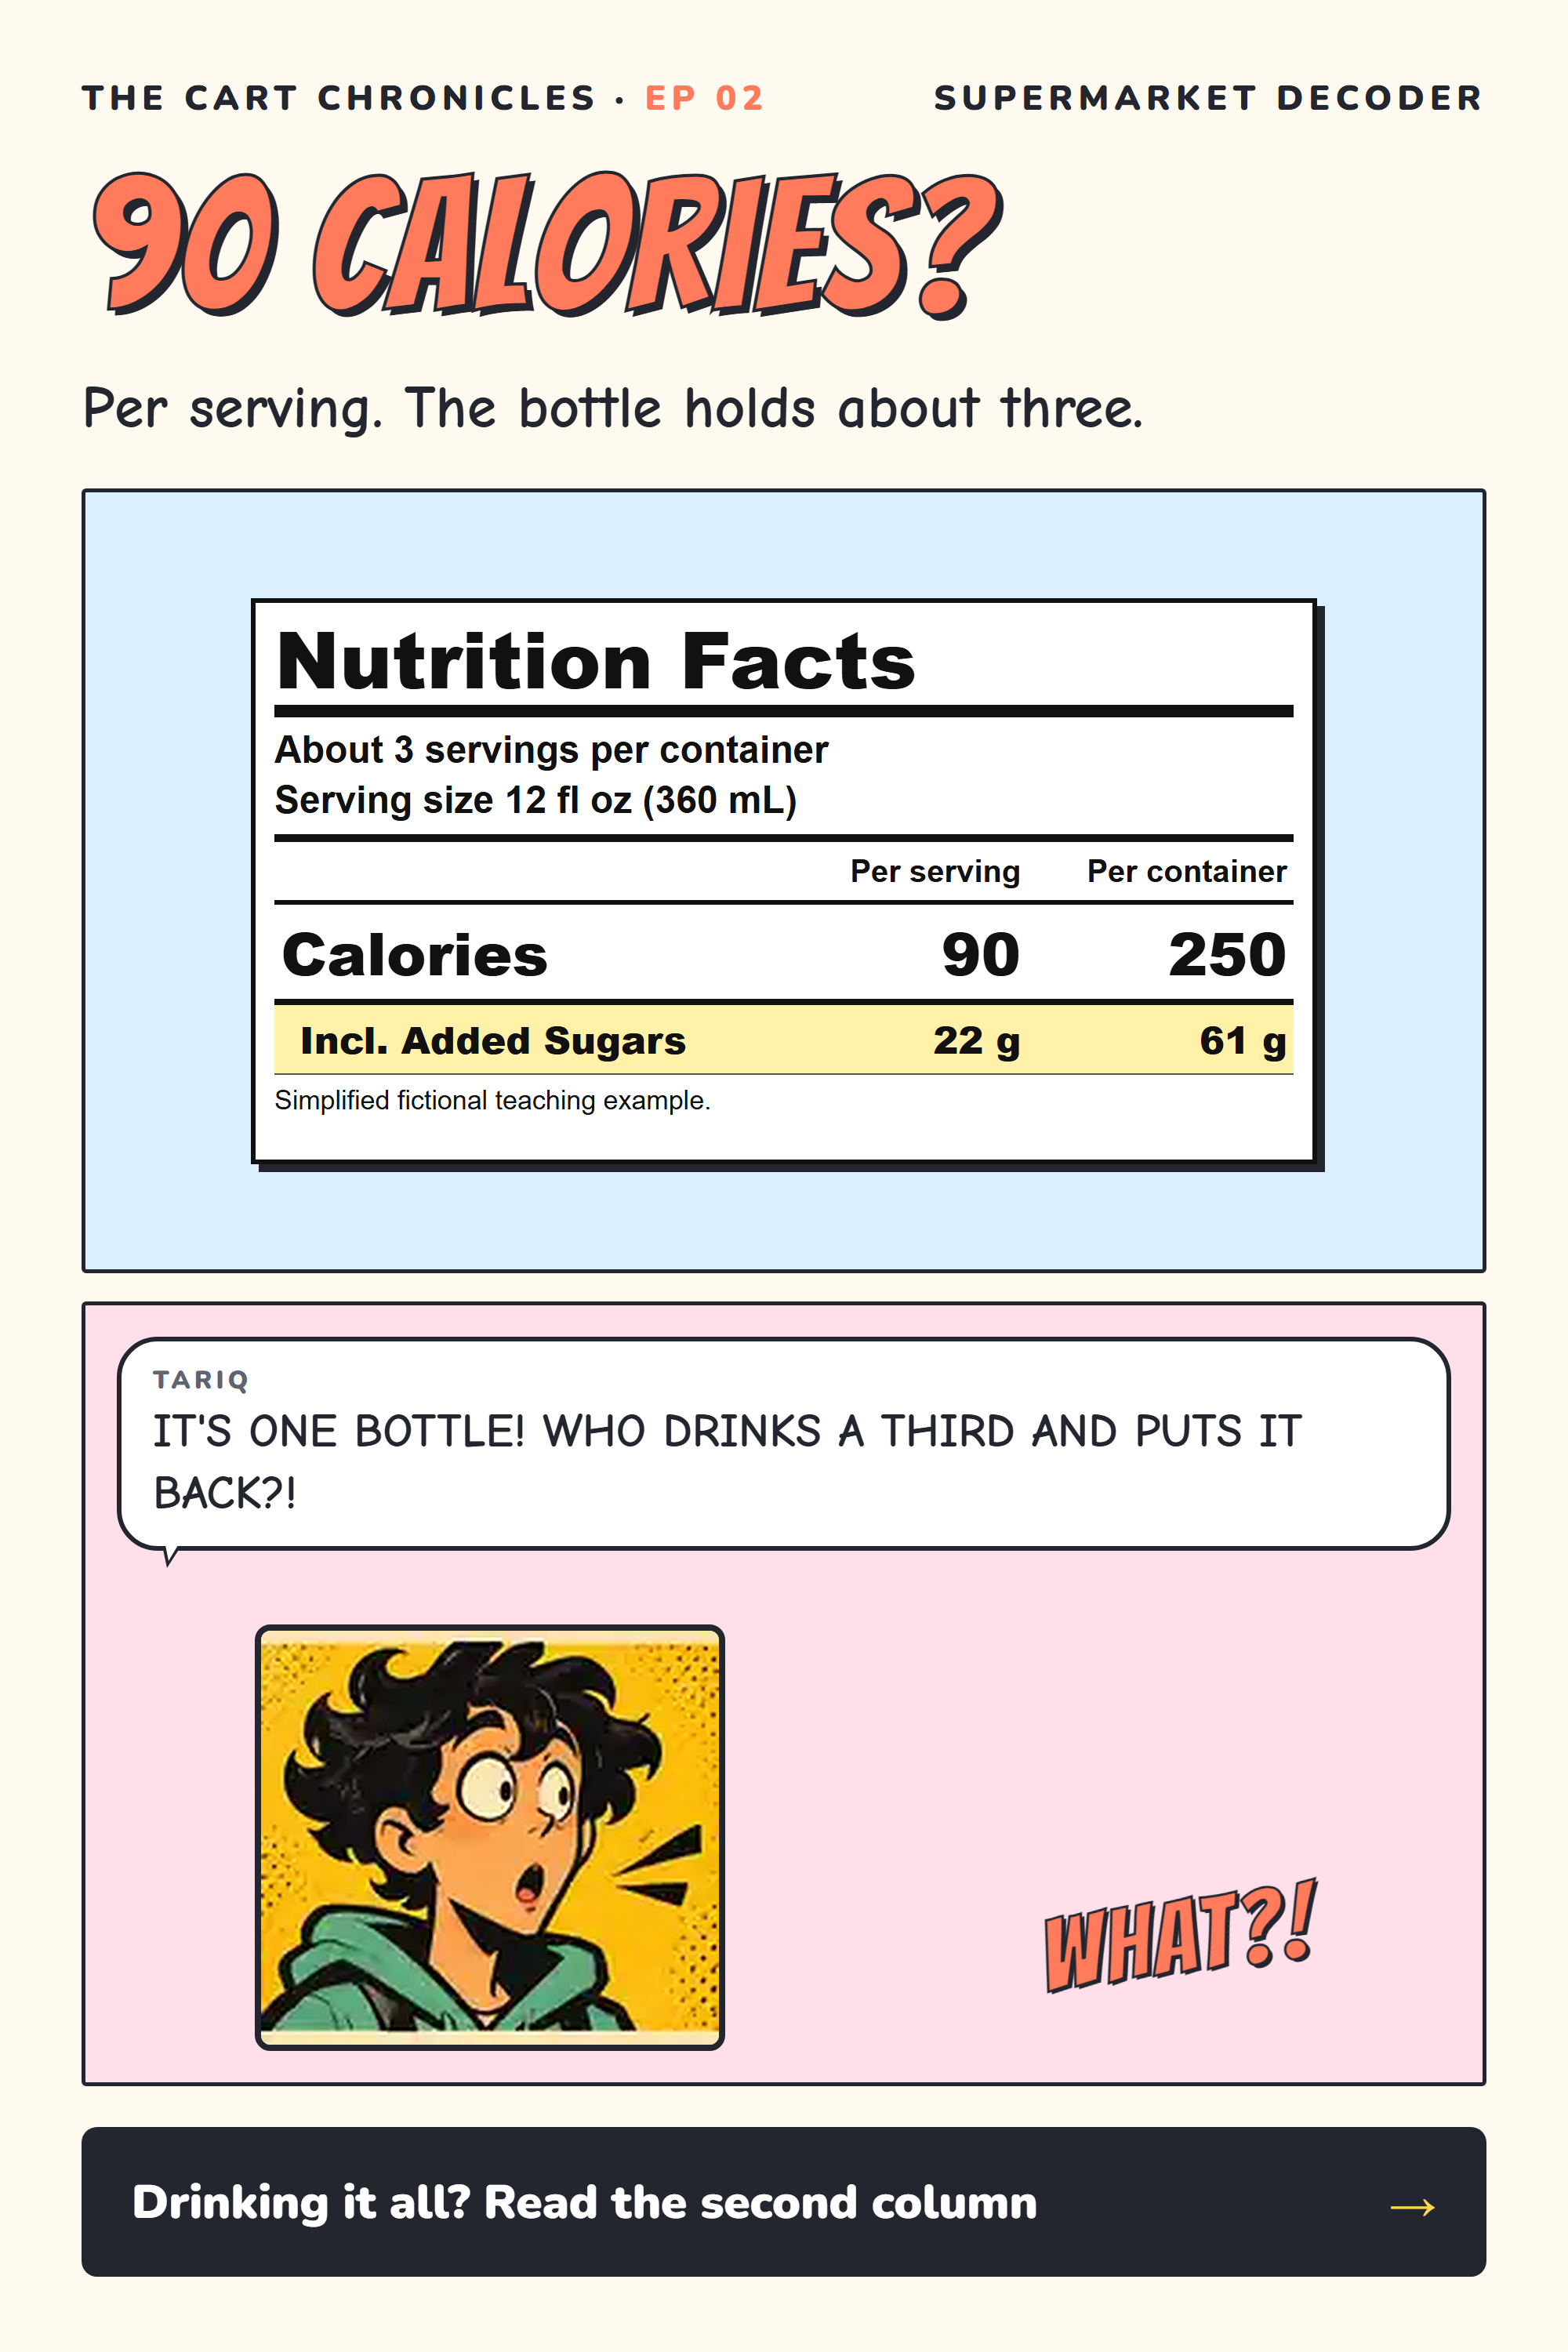 THE CART CHRONICLES · EP 02
SUPERMARKET DECODER
90 CALORIES?
Per serving. The bottle holds about three.
Nutrition Facts
About 3 servings per container
Serving size 12 fl oz (360 mL)
Per serving Per container
Calories 90 250
Incl. Added Sugars 22 g 61 g
Simplified fictional teaching example.
TARIQ
IT'S ONE BOTTLE! WHO DRINKS A THIRD AND PUTS IT
BACK?!
WHAT?!
Drinking it all? Read the second column →